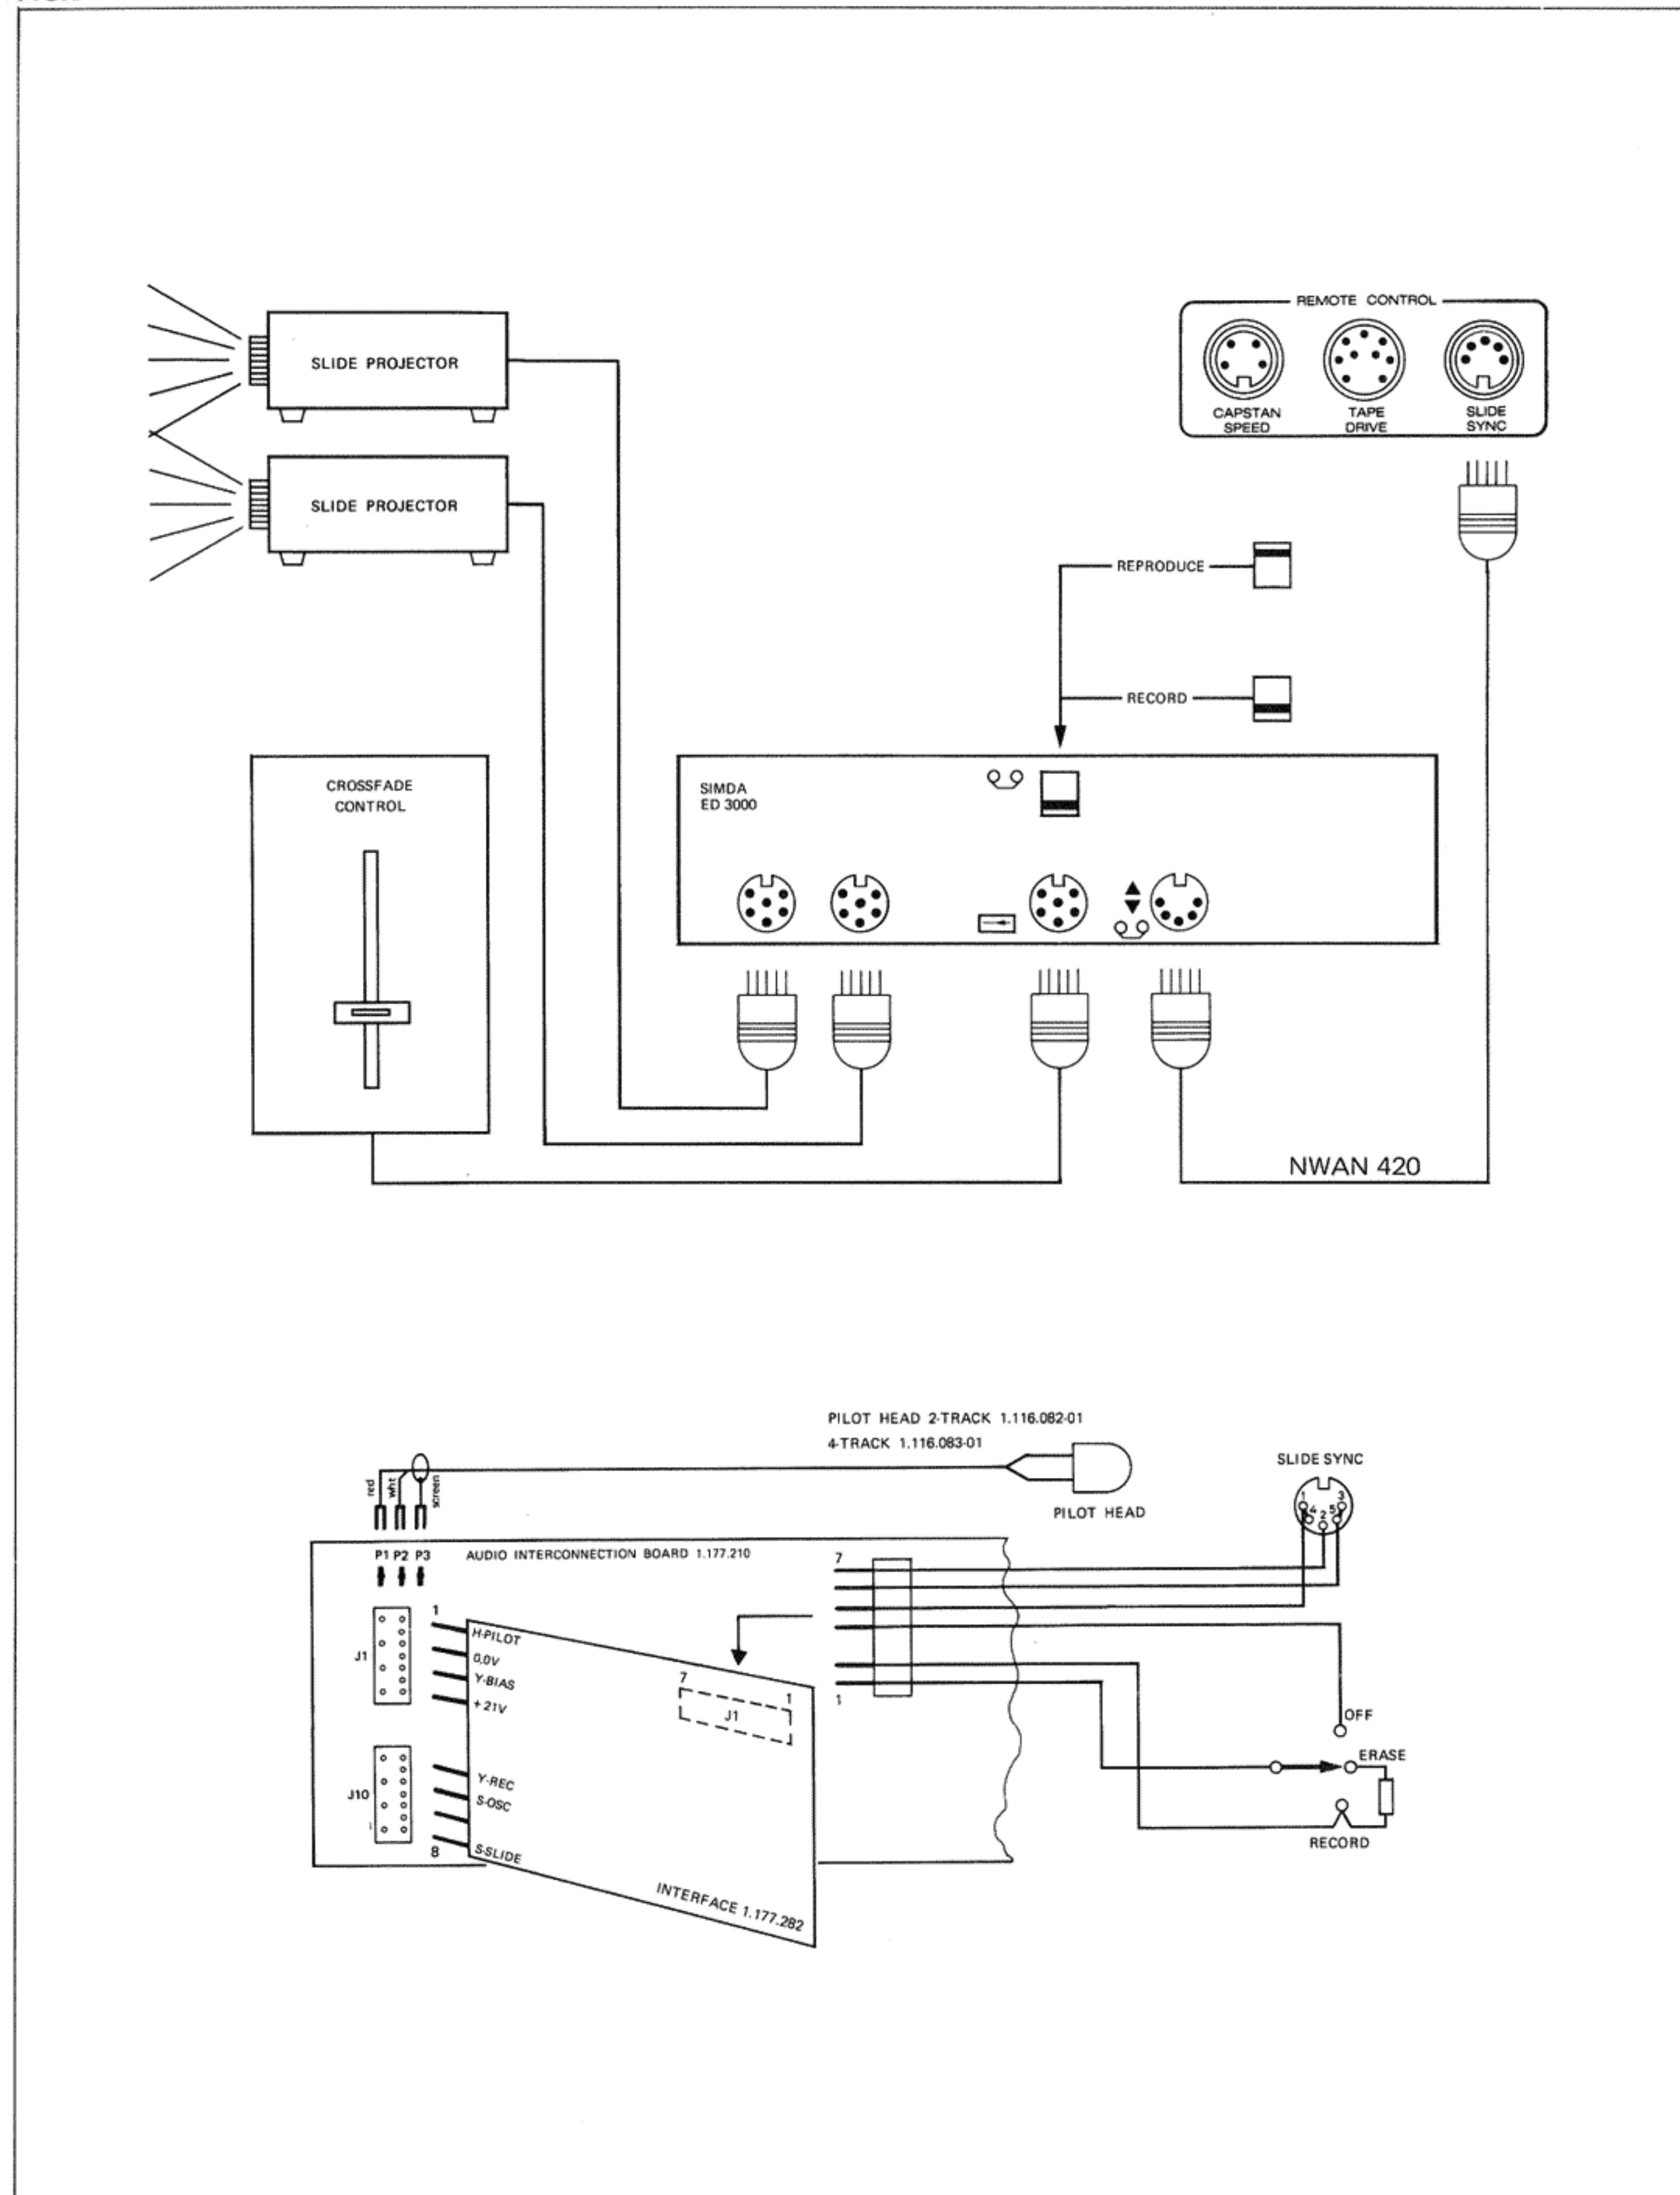 SLIDE PROJECTOR
SLIDE PROJECTOR
REMOTE CONTROL
CAPSTAN
SPEED
TAPE
DRIVE
SLIDE
SYNC
REPRODUCE
RECORD
CROSSFADE
CONTROL
SIMDA
ED 3000
NWAN 420
PILOT HEAD 2-TRACK 1.116.082-01
4-TRACK 1.116.083-01
PILOT HEAD
red
wht
screen
SLIDE SYNC
1
3
4
2
5
P1 P2 P3
AUDIO INTERCONNECTION BOARD 1.177.210
7
1
J1
1
H-PILOT
0,0V
Y-BIAS
+21V
7
1
J1
J10
Y-REC
S-OSC
S-SLIDE
8
INTERFACE 1.177.282
OFF
ERASE
RECORD